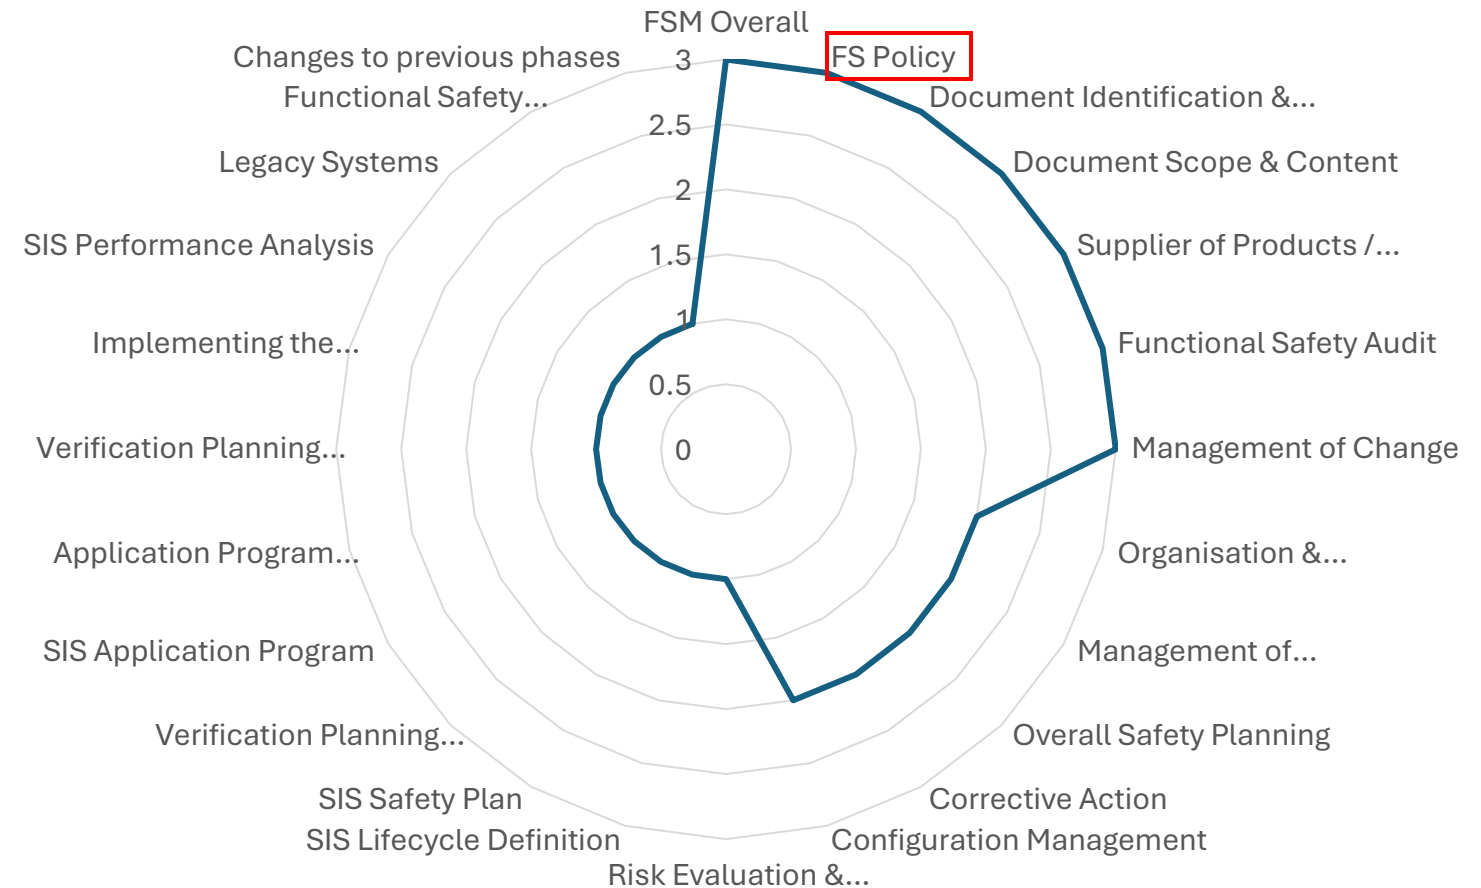 FSM Overall
FS Policy
Document Identification &...
Document Scope & Content
Supplier of Products /...
Functional Safety Audit
Management of Change
Organisation &...
Management of...
Overall Safety Planning
Corrective Action
Configuration Management
Risk Evaluation &...
SIS Lifecycle Definition
SIS Safety Plan
Verification Planning...
SIS Application Program
Application Program...
Verification Planning...
Implementing the...
SIS Performance Analysis
Legacy Systems
Functional Safety...
Changes to previous phases
3
2.5
2
1.5
1
0.5
0